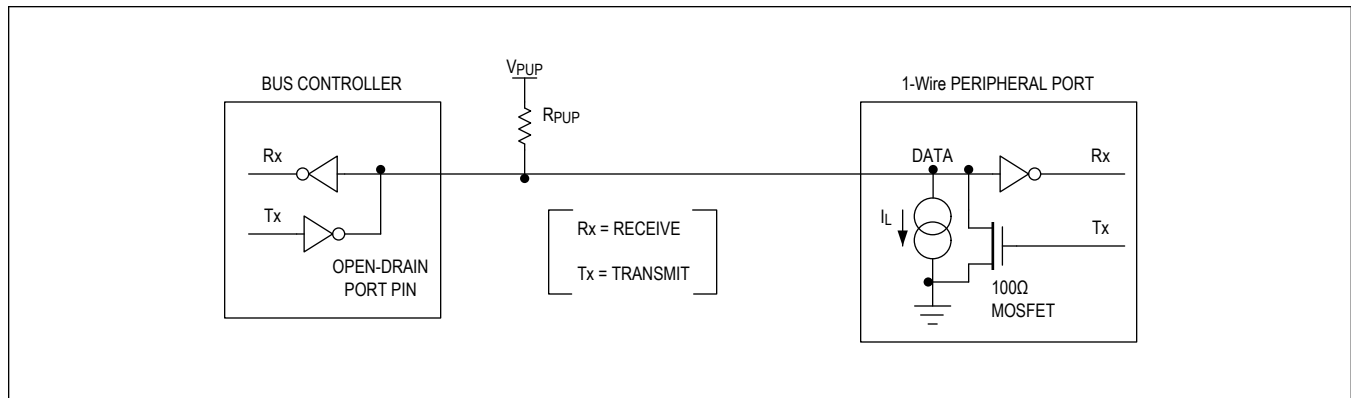 VPUP
BUS CONTROLLER
1-Wire PERIPHERAL PORT
RPUP
Rx
DATA
Rx
Tx
IL
Tx
Rx = RECEIVE
Tx = TRANSMIT
OPEN-DRAIN
PORT PIN
100Ω
MOSFET